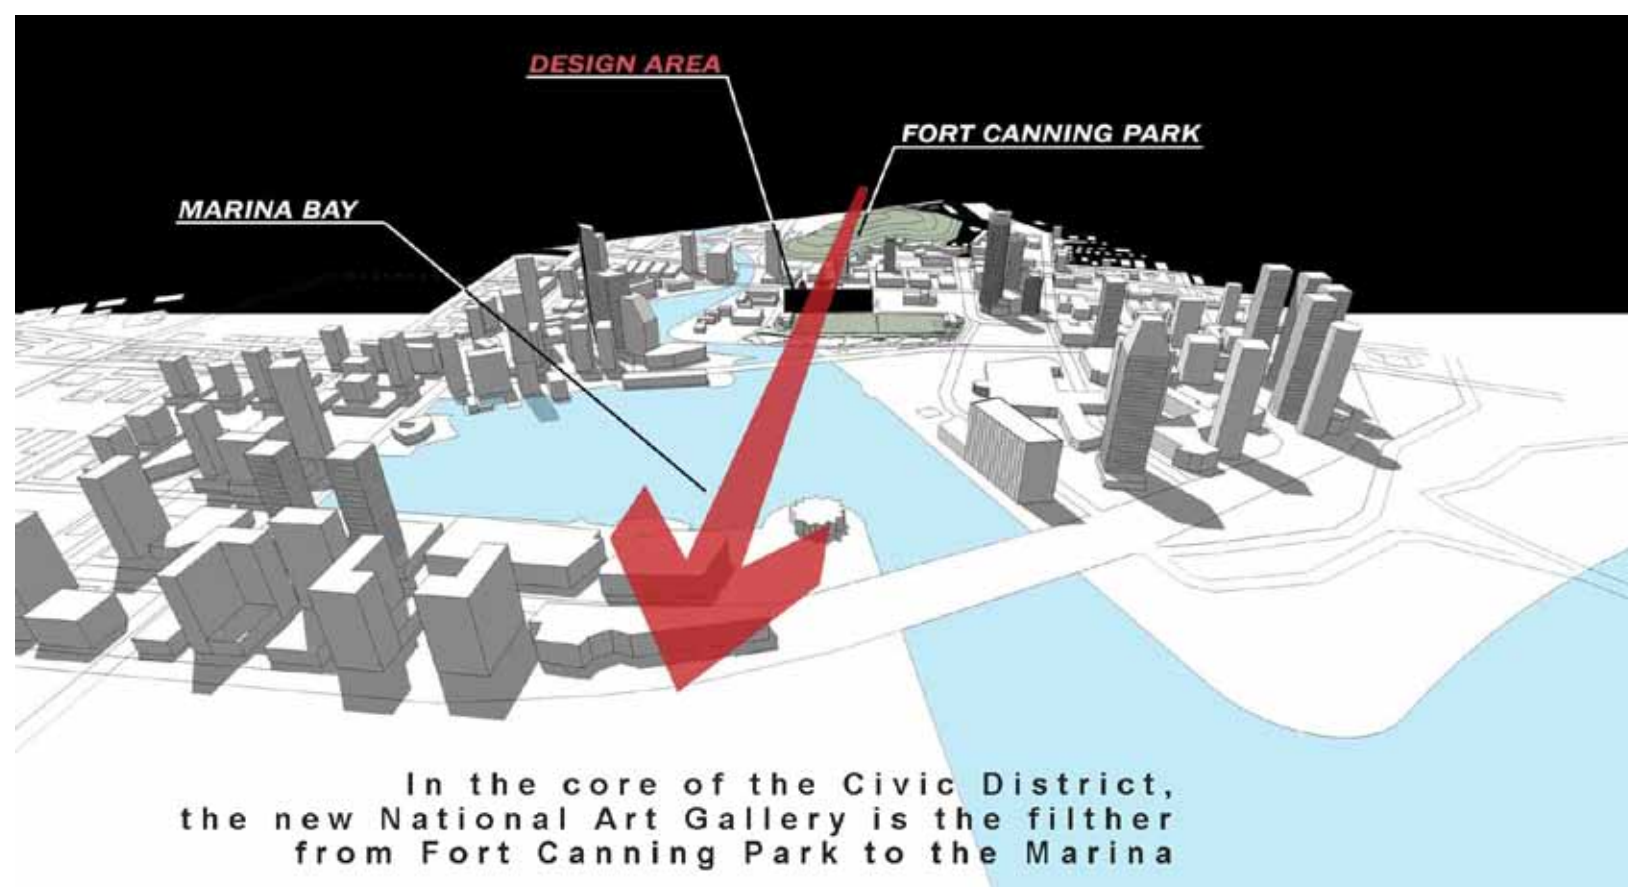 DESIGN AREA
FORT CANNING PARK
MARINA BAY
In the core of the Civic District,
the new National Art Gallery is the filther
from Fort Canning Park to the Marina